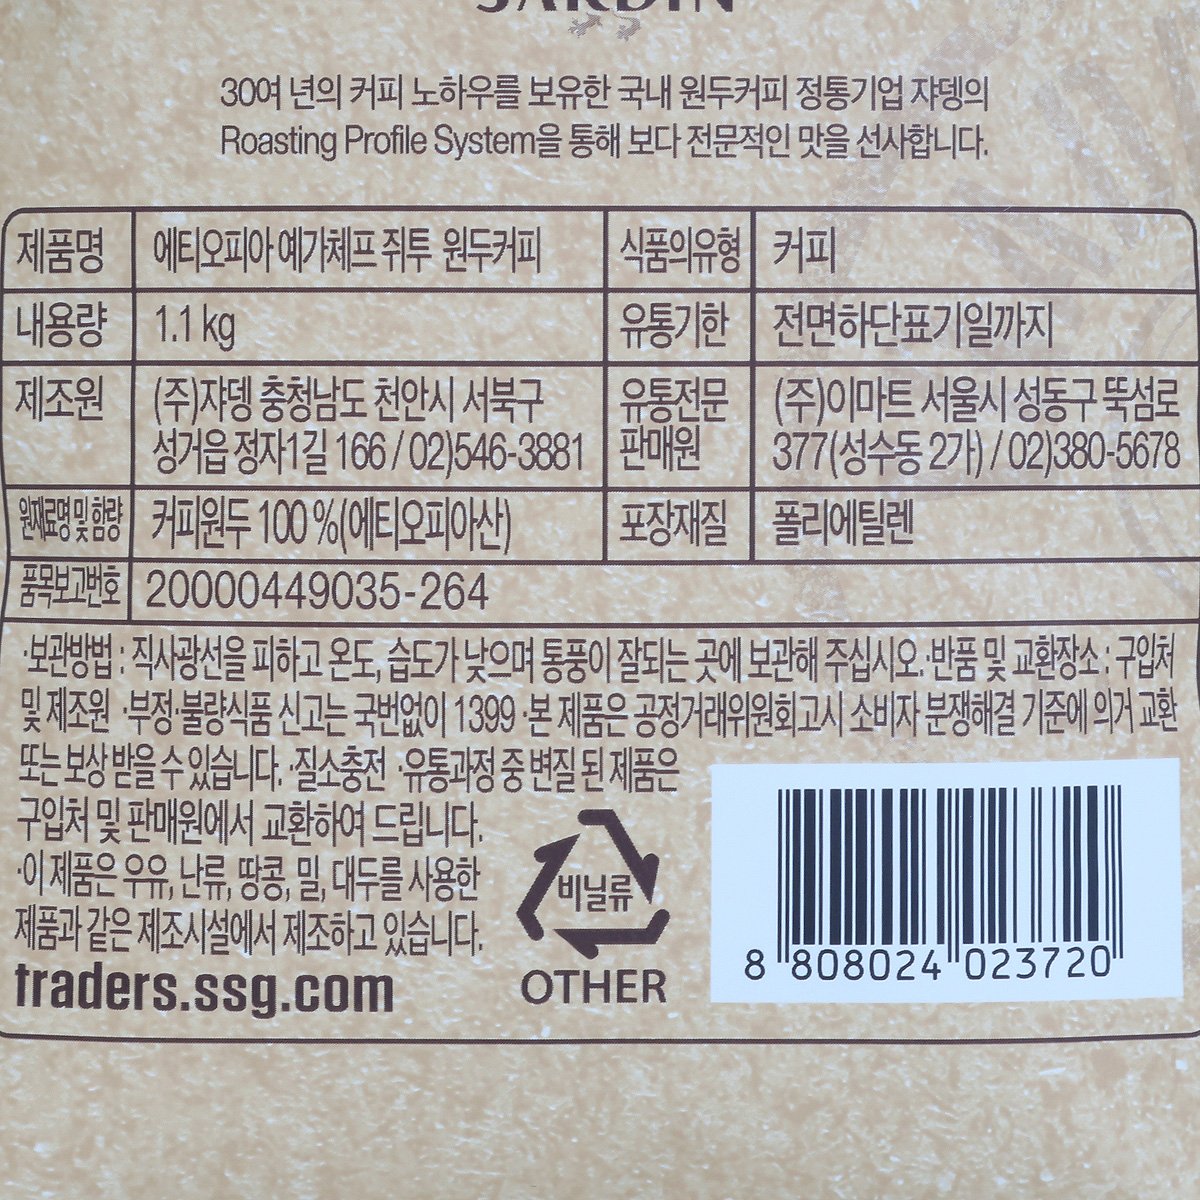 JARDIN
30여 년의 커피 노하우를 보유한 국내 원두커피 정통기업 쟈뎅의
Roasting Profile System을 통해 보다 전문적인 맛을 선사합니다.
제품명 에티오피아 예가체프 쥐투 원두커피 식품의유형 커피
내용량 1.1 kg 유통기한 전면하단표기일까지
제조원 (주)쟈뎅 충청남도 천안시 서북구
성거읍 정자1길 166 / 02)546-3881
유통전문
판매원
(주)이마트 서울시 성동구 뚝섬로
377(성수동 2가) / 02)380-5678
원재료명 및 함량 커피원두 100 %(에티오피아산) 포장재질 폴리에틸렌
품목보고번호 20000449035-264
·보관방법 : 직사광선을 피하고 온도, 습도가 낮으며 통풍이 잘되는 곳에 보관해 주십시오.·반품 및 교환장소 : 구입처
및 제조원 ·부정·불량식품 신고는 국번없이 1399 ·본 제품은 공정거래위원회고시 소비자 분쟁해결 기준에 의거 교환
또는 보상 받을 수 있습니다. ·질소충전 ·유통과정 중 변질 된 제품은
구입처 및 판매원에서 교환하여 드립니다.
·이 제품은 우유, 난류, 땅콩, 밀, 대두를 사용한
제품과 같은 제조시설에서 제조하고 있습니다.
traders.ssg.com
비닐류
OTHER
8 808024 023720